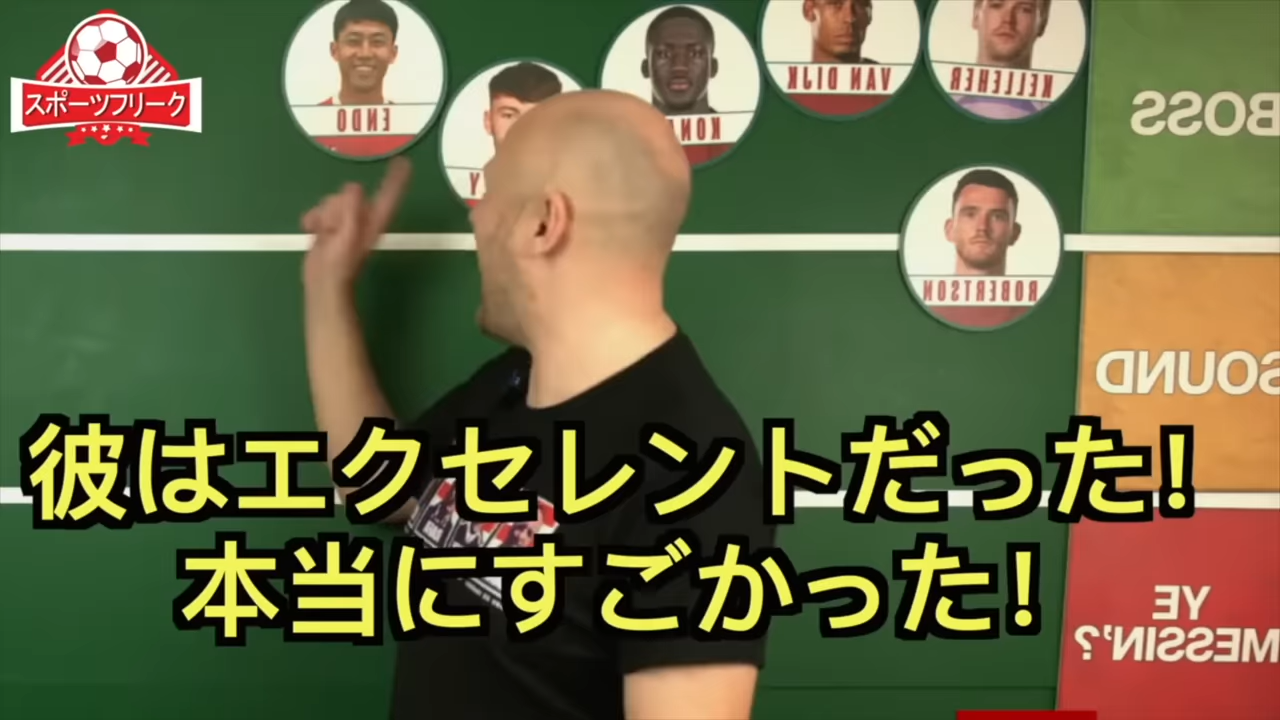 スポーツフリーク
ENDO
Y
KON
VAN DIJK
KELLEHER
BOSS
ROBERTSON
SOUND
彼はエクセレントだった!
本当にすごかった!
YE
MESSIN'?